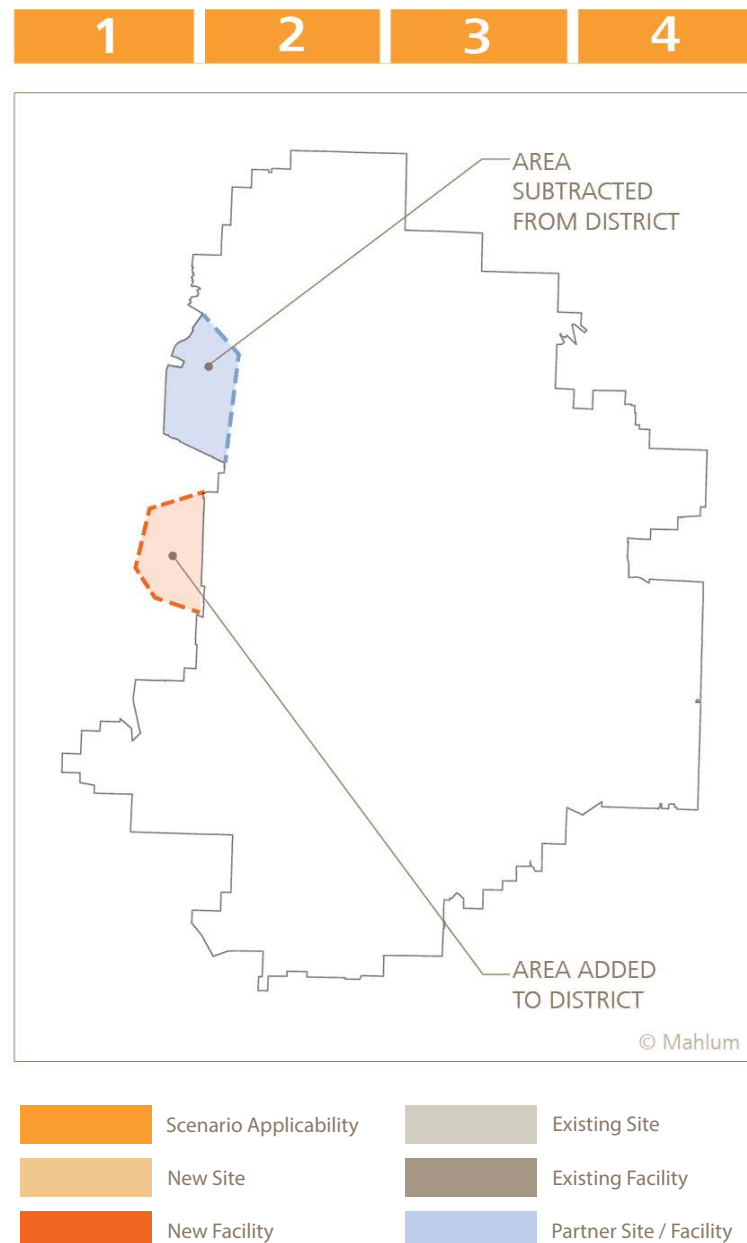 1 2 3 4
AREA
SUBTRACTED
FROM DISTRICT
AREA ADDED
TO DISTRICT
© Mahlum
Scenario Applicability
Existing Site
New Site
Existing Facility
New Facility
Partner Site / Facility